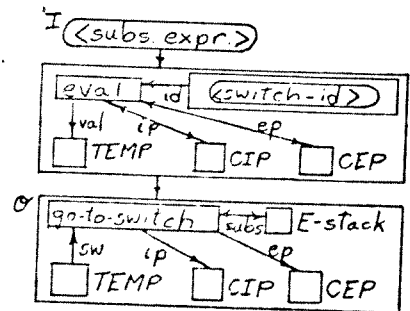 I
<subs. expr.>
eval id <switch-id>
val ip ep
TEMP CIP CEP
O
go-to-switch subs E-stack
sw ip ep
TEMP CIP CEP